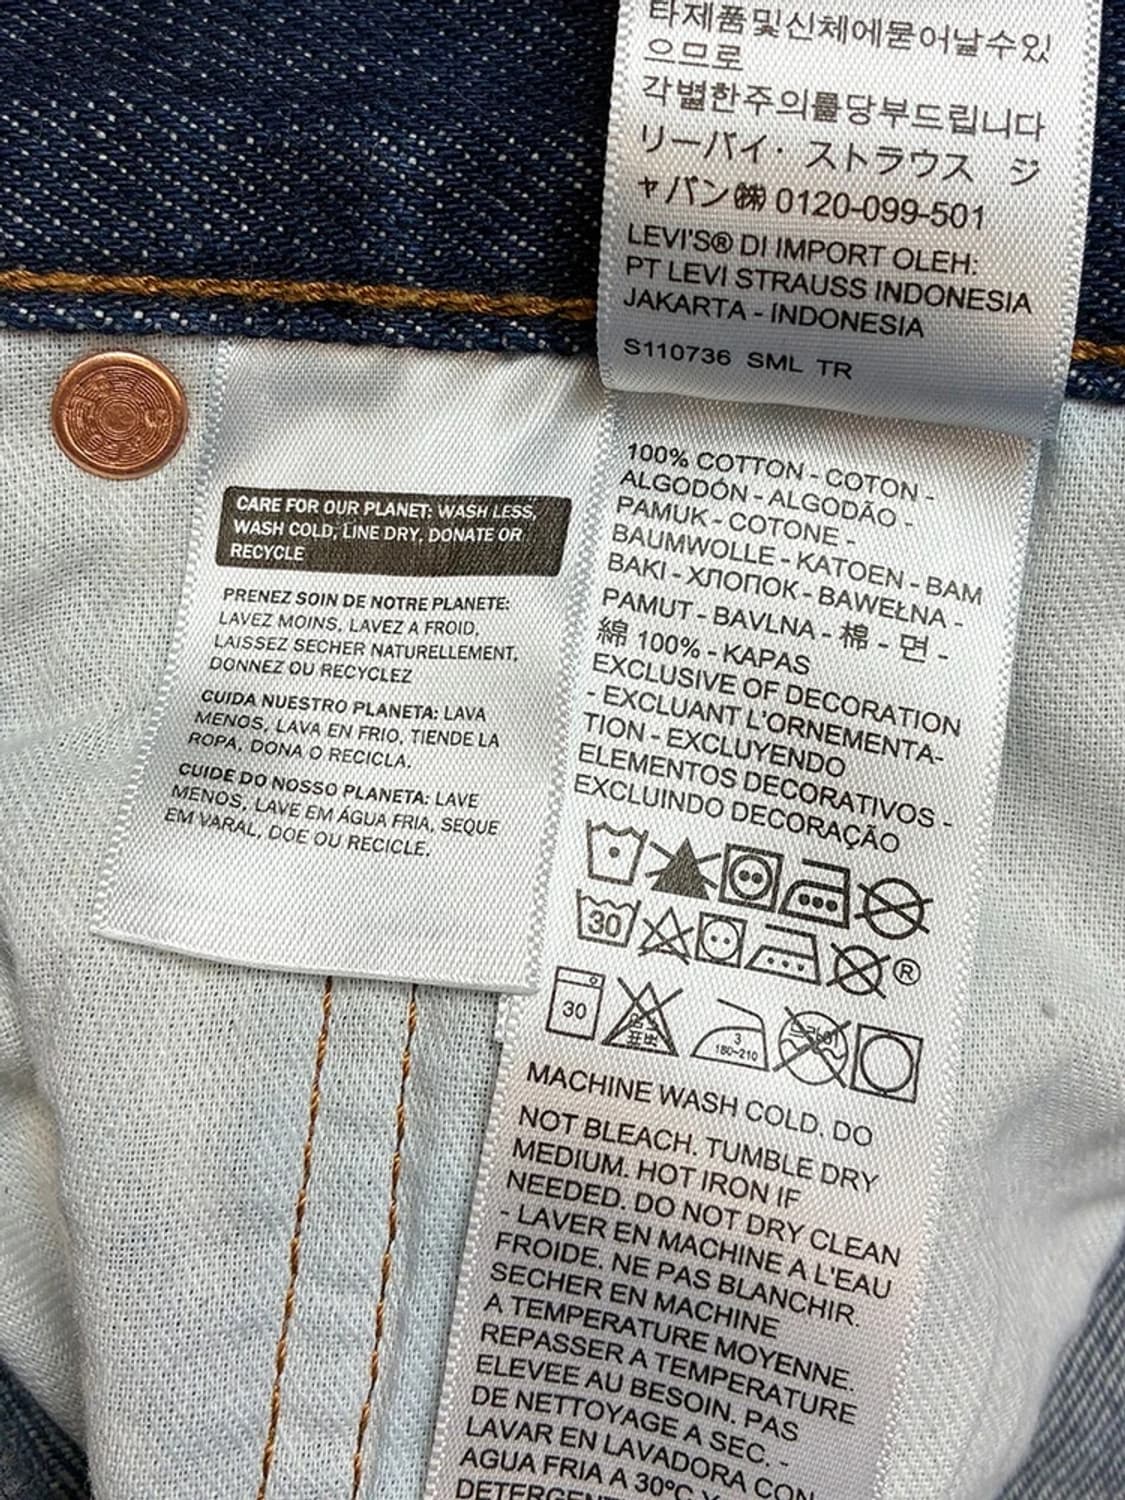 타제품및신체에묻어날수있
으므로
각별한주의를당부드립니다
リーバイ・ストラウス ジ
ャパン㈱ 0120-099-501
LEVI'S® DI IMPORT OLEH:
PT LEVI STRAUSS INDONESIA
JAKARTA - INDONESIA
S110736 SML TR
CARE FOR OUR PLANET: WASH LESS,
WASH COLD, LINE DRY, DONATE OR
RECYCLE
PRENEZ SOIN DE NOTRE PLANETE:
LAVEZ MOINS, LAVEZ A FROID,
LAISSEZ SECHER NATURELLEMENT,
DONNEZ OU RECYCLEZ
CUIDA NUESTRO PLANETA: LAVA
MENOS, LAVA EN FRIO, TIENDE LA
ROPA, DONA O RECICLA.
CUIDE DO NOSSO PLANETA: LAVE
MENOS, LAVE EM ÁGUA FRIA, SEQUE
EM VARAL, DOE OU RECICLE.
100% COTTON - COTON -
ALGODÓN - ALGODÃO -
PAMUK - COTONE -
BAUMWOLLE - KATOEN - BAM
BAKI - ХЛОПОК - BAWEŁNA -
PAMUT - BAVLNA - 棉 - 면 -
綿 100% - KAPAS
EXCLUSIVE OF DECORATION
- EXCLUANT L'ORNEMENTA-
TION - EXCLUYENDO
ELEMENTOS DECORATIVOS -
EXCLUINDO DECORAÇÃO
30 ®
30 3 180~210 드라이
MACHINE WASH COLD. DO
NOT BLEACH. TUMBLE DRY
MEDIUM. HOT IRON IF
NEEDED. DO NOT DRY CLEAN
- LAVER EN MACHINE A L'EAU
FROIDE. NE PAS BLANCHIR.
SECHER EN MACHINE
A TEMPERATURE MOYENNE.
REPASSER A TEMPERATURE
ELEVEE AU BESOIN. PAS
DE NETTOYAGE A SEC. -
LAVAR EN LAVADORA CON
AGUA FRIA A 30ºC Y